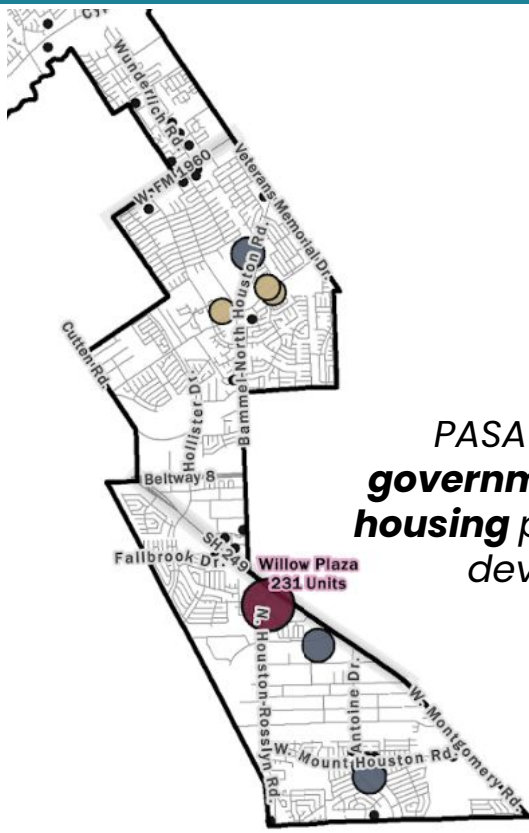 Cy
Wunderlich Rd.
W. FM 1960
Veterans Memorial Dr.
Bammel-North Houston Rd.
Cutten Rd.
Hollister Dr.
Beltway 8
SH 249
Fallbrook Dr.
Willow Plaza
231 Units
PASA
governm
housing p
dev
N. Houston-Rosslyn Rd.
Antoine Dr.
W. Montgomery Rd.
W. Mount Houston Rd.